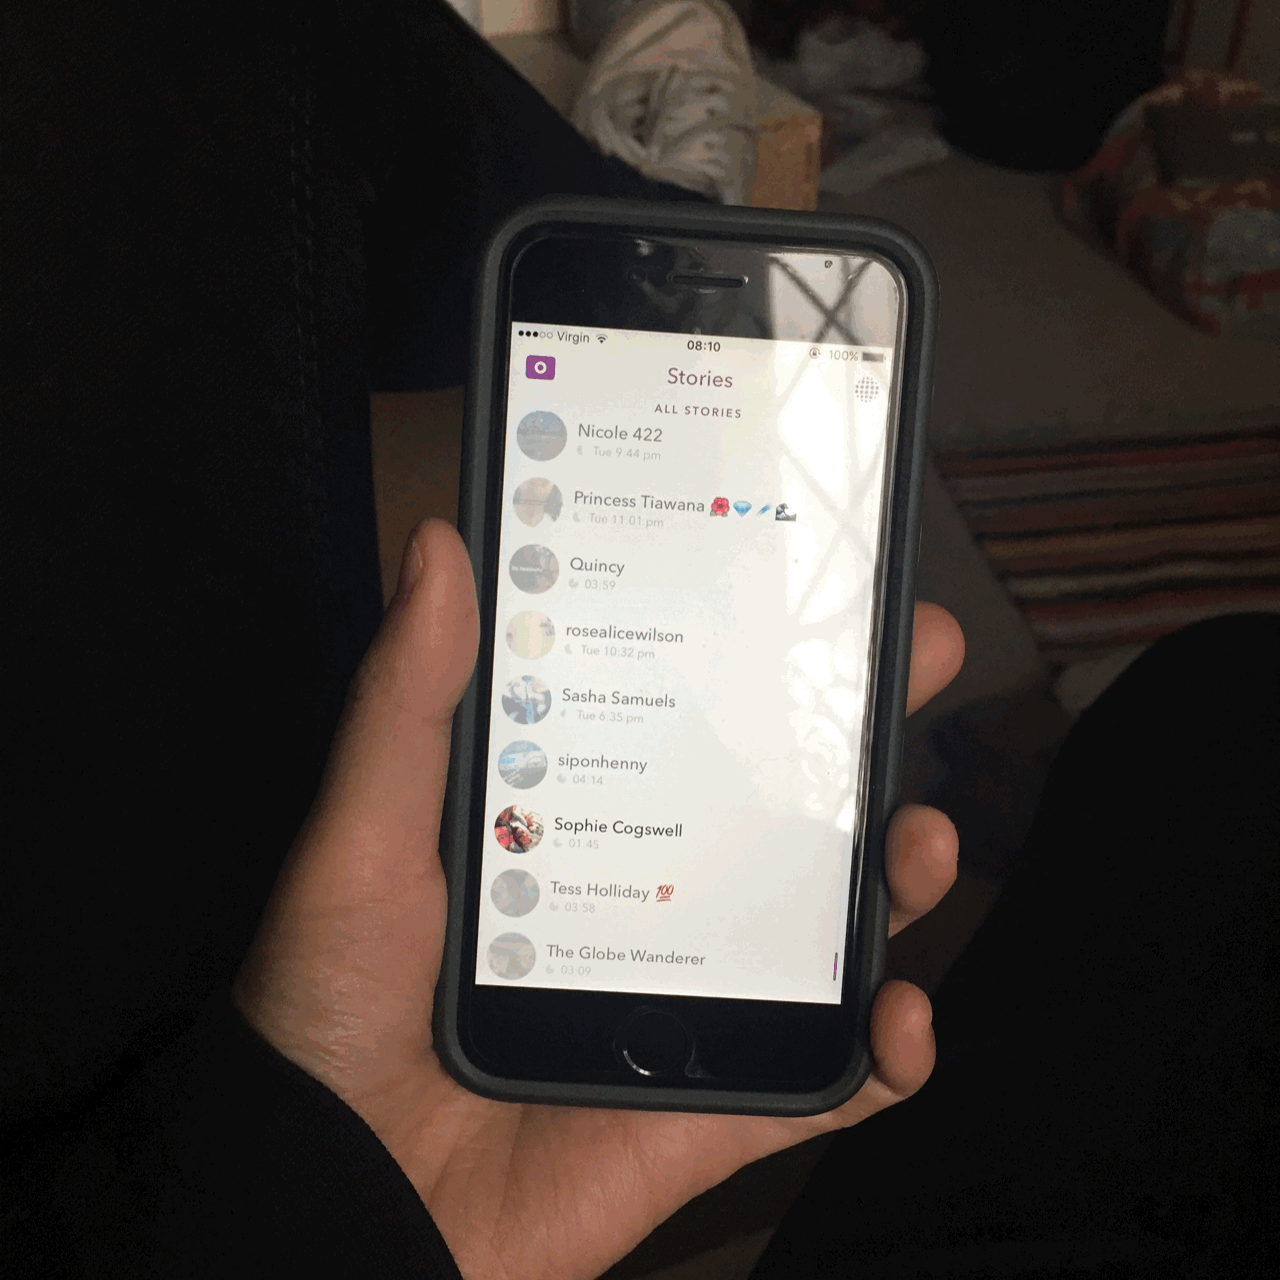 Virgin
08:10
100%
Stories
ALL STORIES
Nicole 422
Tue 9:44 pm
Princess Tiawana 🌺💎☄️🌊
Tue 11:01 pm
Quincy
03:59
rosealicewilson
Tue 10:32 pm
Sasha Samuels
Tue 6:35 pm
siponhenny
04:14
Sophie Cogswell
01:45
Tess Holliday 💯
03:58
The Globe Wanderer
03:09